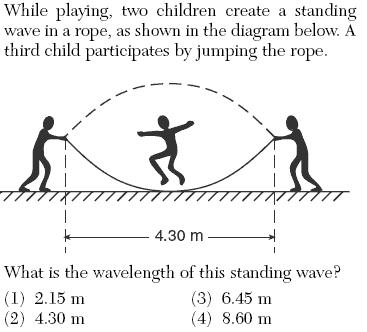 While playing, two children create a standing
wave in a rope, as shown in the diagram below. A
third child participates by jumping the rope.
4.30 m
What is the wavelength of this standing wave?
(1) 2.15 m (3) 6.45 m
(2) 4.30 m (4) 8.60 m